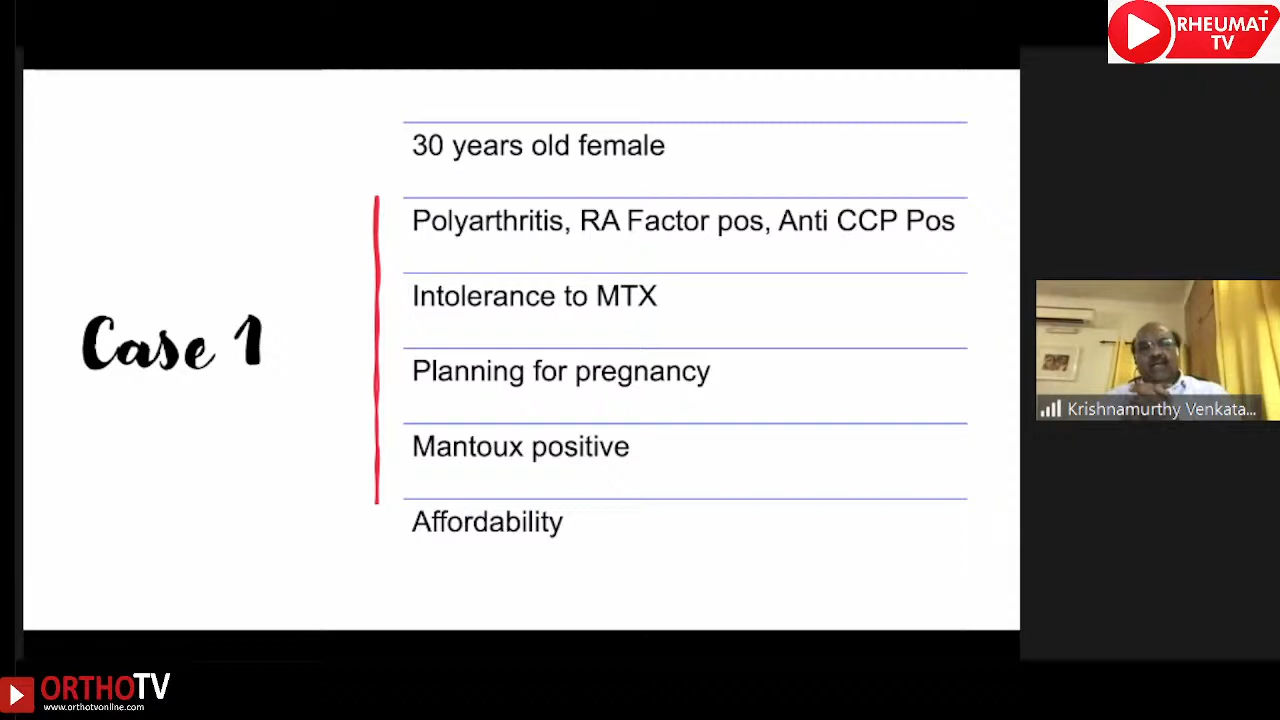 RHEUMAT
TV
30 years old female
Polyarthritis, RA Factor pos, Anti CCP Pos
Intolerance to MTX
Case 1
Planning for pregnancy
Mantoux positive
Affordability
Krishnamurthy Venkata...
ORTHOTV
www.orthotvonline.com